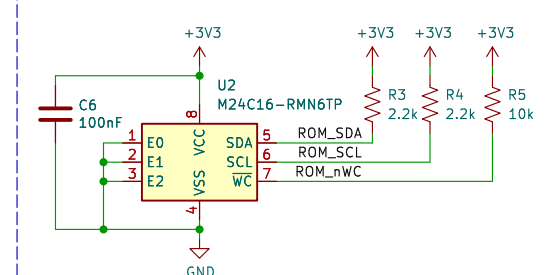 +3V3 +3V3 +3V3 +3V3
U2
M24C16-RMN6TP
C6
100nF
R3
2.2k
R4
2.2k
R5
10k
8
VCC
1 E0 SDA 5 ROM_SDA
2 E1 SCL 6 ROM_SCL
3 E2 WC 7 ROM_nWC
VSS
4
GND